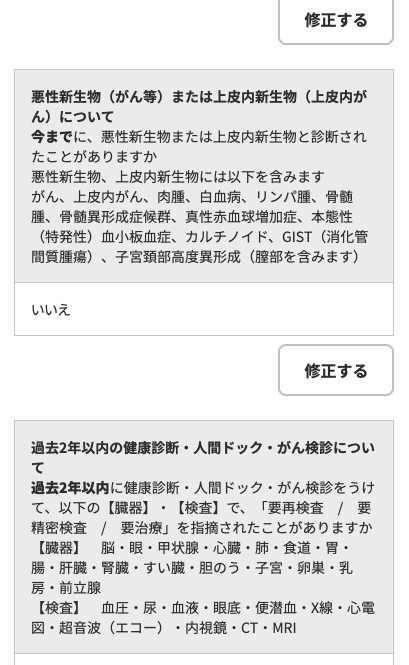 修正する
悪性新生物（がん等）または上皮内新生物（上皮内が
ん）について
今までに、悪性新生物または上皮内新生物と診断され
たことがありますか
悪性新生物、上皮内新生物には以下を含みます
がん、上皮内がん、肉腫、白血病、リンパ腫、骨髄
腫、骨髄異形成症候群、真性赤血球増加症、本態性
（特発性）血小板血症、カルチノイド、GIST（消化管
間質腫瘍）、子宮頚部高度異形成（膣部を含みます）
いいえ
修正する
過去2年以内の健康診断・人間ドック・がん検診につい
て
過去2年以内に健康診断・人間ドック・がん検診をうけ
て、以下の【臓器】・【検査】で、「要再検査　/　要
精密検査　/　要治療」を指摘されたことがありますか
【臓器】　脳・眼・甲状腺・心臓・肺・食道・胃・
腸・肝臓・腎臓・すい臓・胆のう・子宮・卵巣・乳
房・前立腺
【検査】　血圧・尿・血液・眼底・便潜血・X線・心電
図・超音波（エコー）・内視鏡・CT・MRI